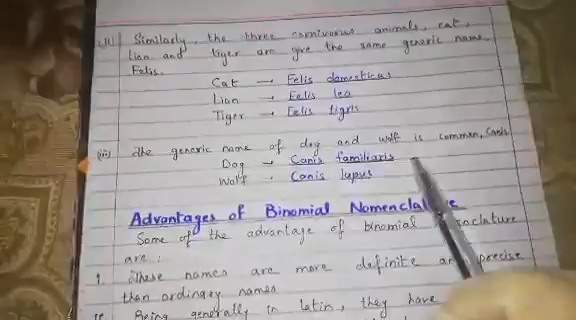 (ii) Similarly, the three carnivorus animals, cat,
lion and tiger are give the same generic name
Felis.
Cat → Felis domesticus
Lion → Felis leo
Tiger → Felis tigris
(iii) The generic name of dog and wolf is common, Canis
Dog → Canis familiaris
Wolf → Canis lupus
Advantages of Binomial Nomenclature
Some of the advantage of binomial nomenclature
are :
1. These names are more definite and precise
than ordinary names
Being generally in latin, they have